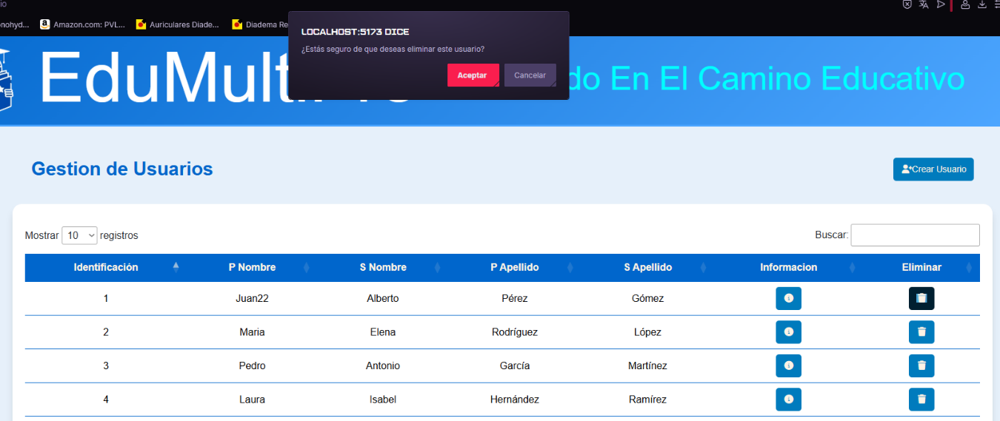 io
onohyd...
Amazon.com: PVL...
Auriculares Diade...
Diadema Re
LOCALHOST:5173 DICE
¿Estás seguro de que deseas eliminar este usuario?
Aceptar Cancelar
EduMulti
do En El Camino Educativo
Gestion de Usuarios
Crear Usuario
Mostrar 10 registros
Buscar:
Identificación P Nombre S Nombre P Apellido S Apellido Informacion Eliminar
1 Juan22 Alberto Pérez Gómez
2 Maria Elena Rodríguez López
3 Pedro Antonio García Martínez
4 Laura Isabel Hernández Ramírez